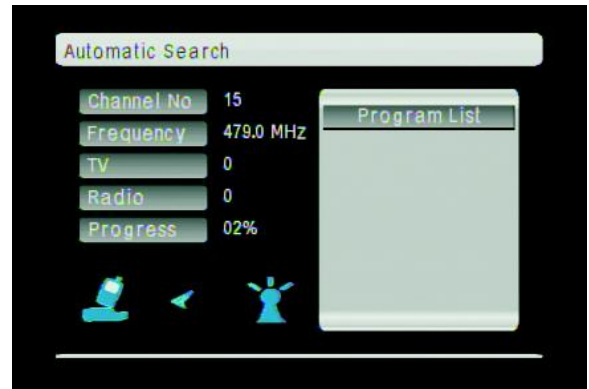 Automatic Search
Channel No 15
Frequency 479.0 MHz
TV 0
Radio 0
Progress 02%
Program List